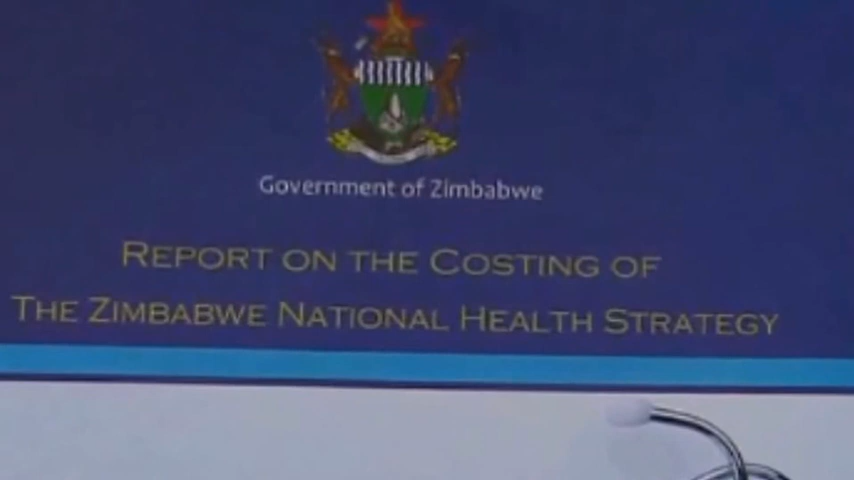 Government of Zimbabwe
REPORT ON THE COSTING OF
THE ZIMBABWE NATIONAL HEALTH STRATEGY